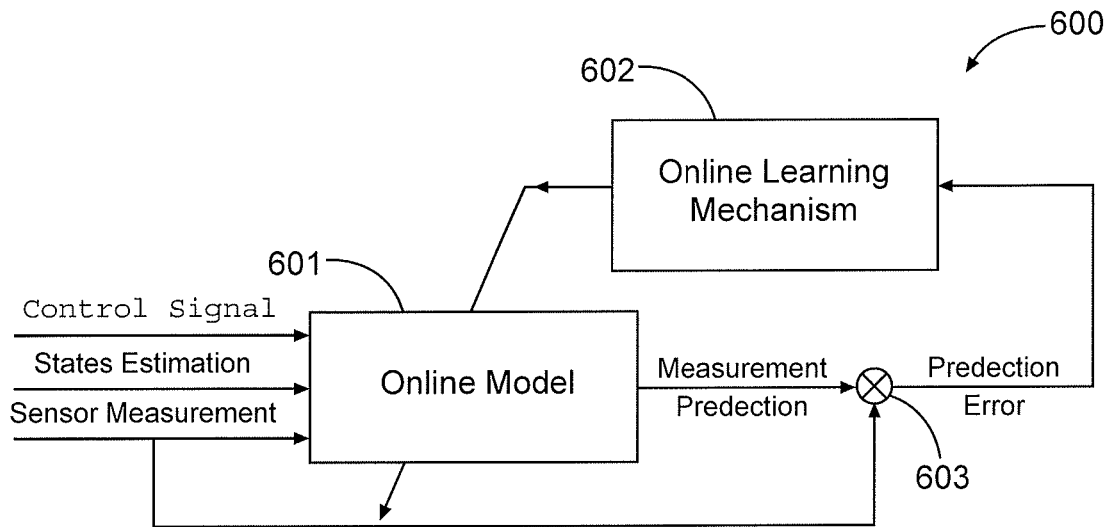 600
602
Online Learning
Mechanism
601
Control Signal
States Estimation
Sensor Measurement
Online Model
Measurement
Predection
Predection
Error
603